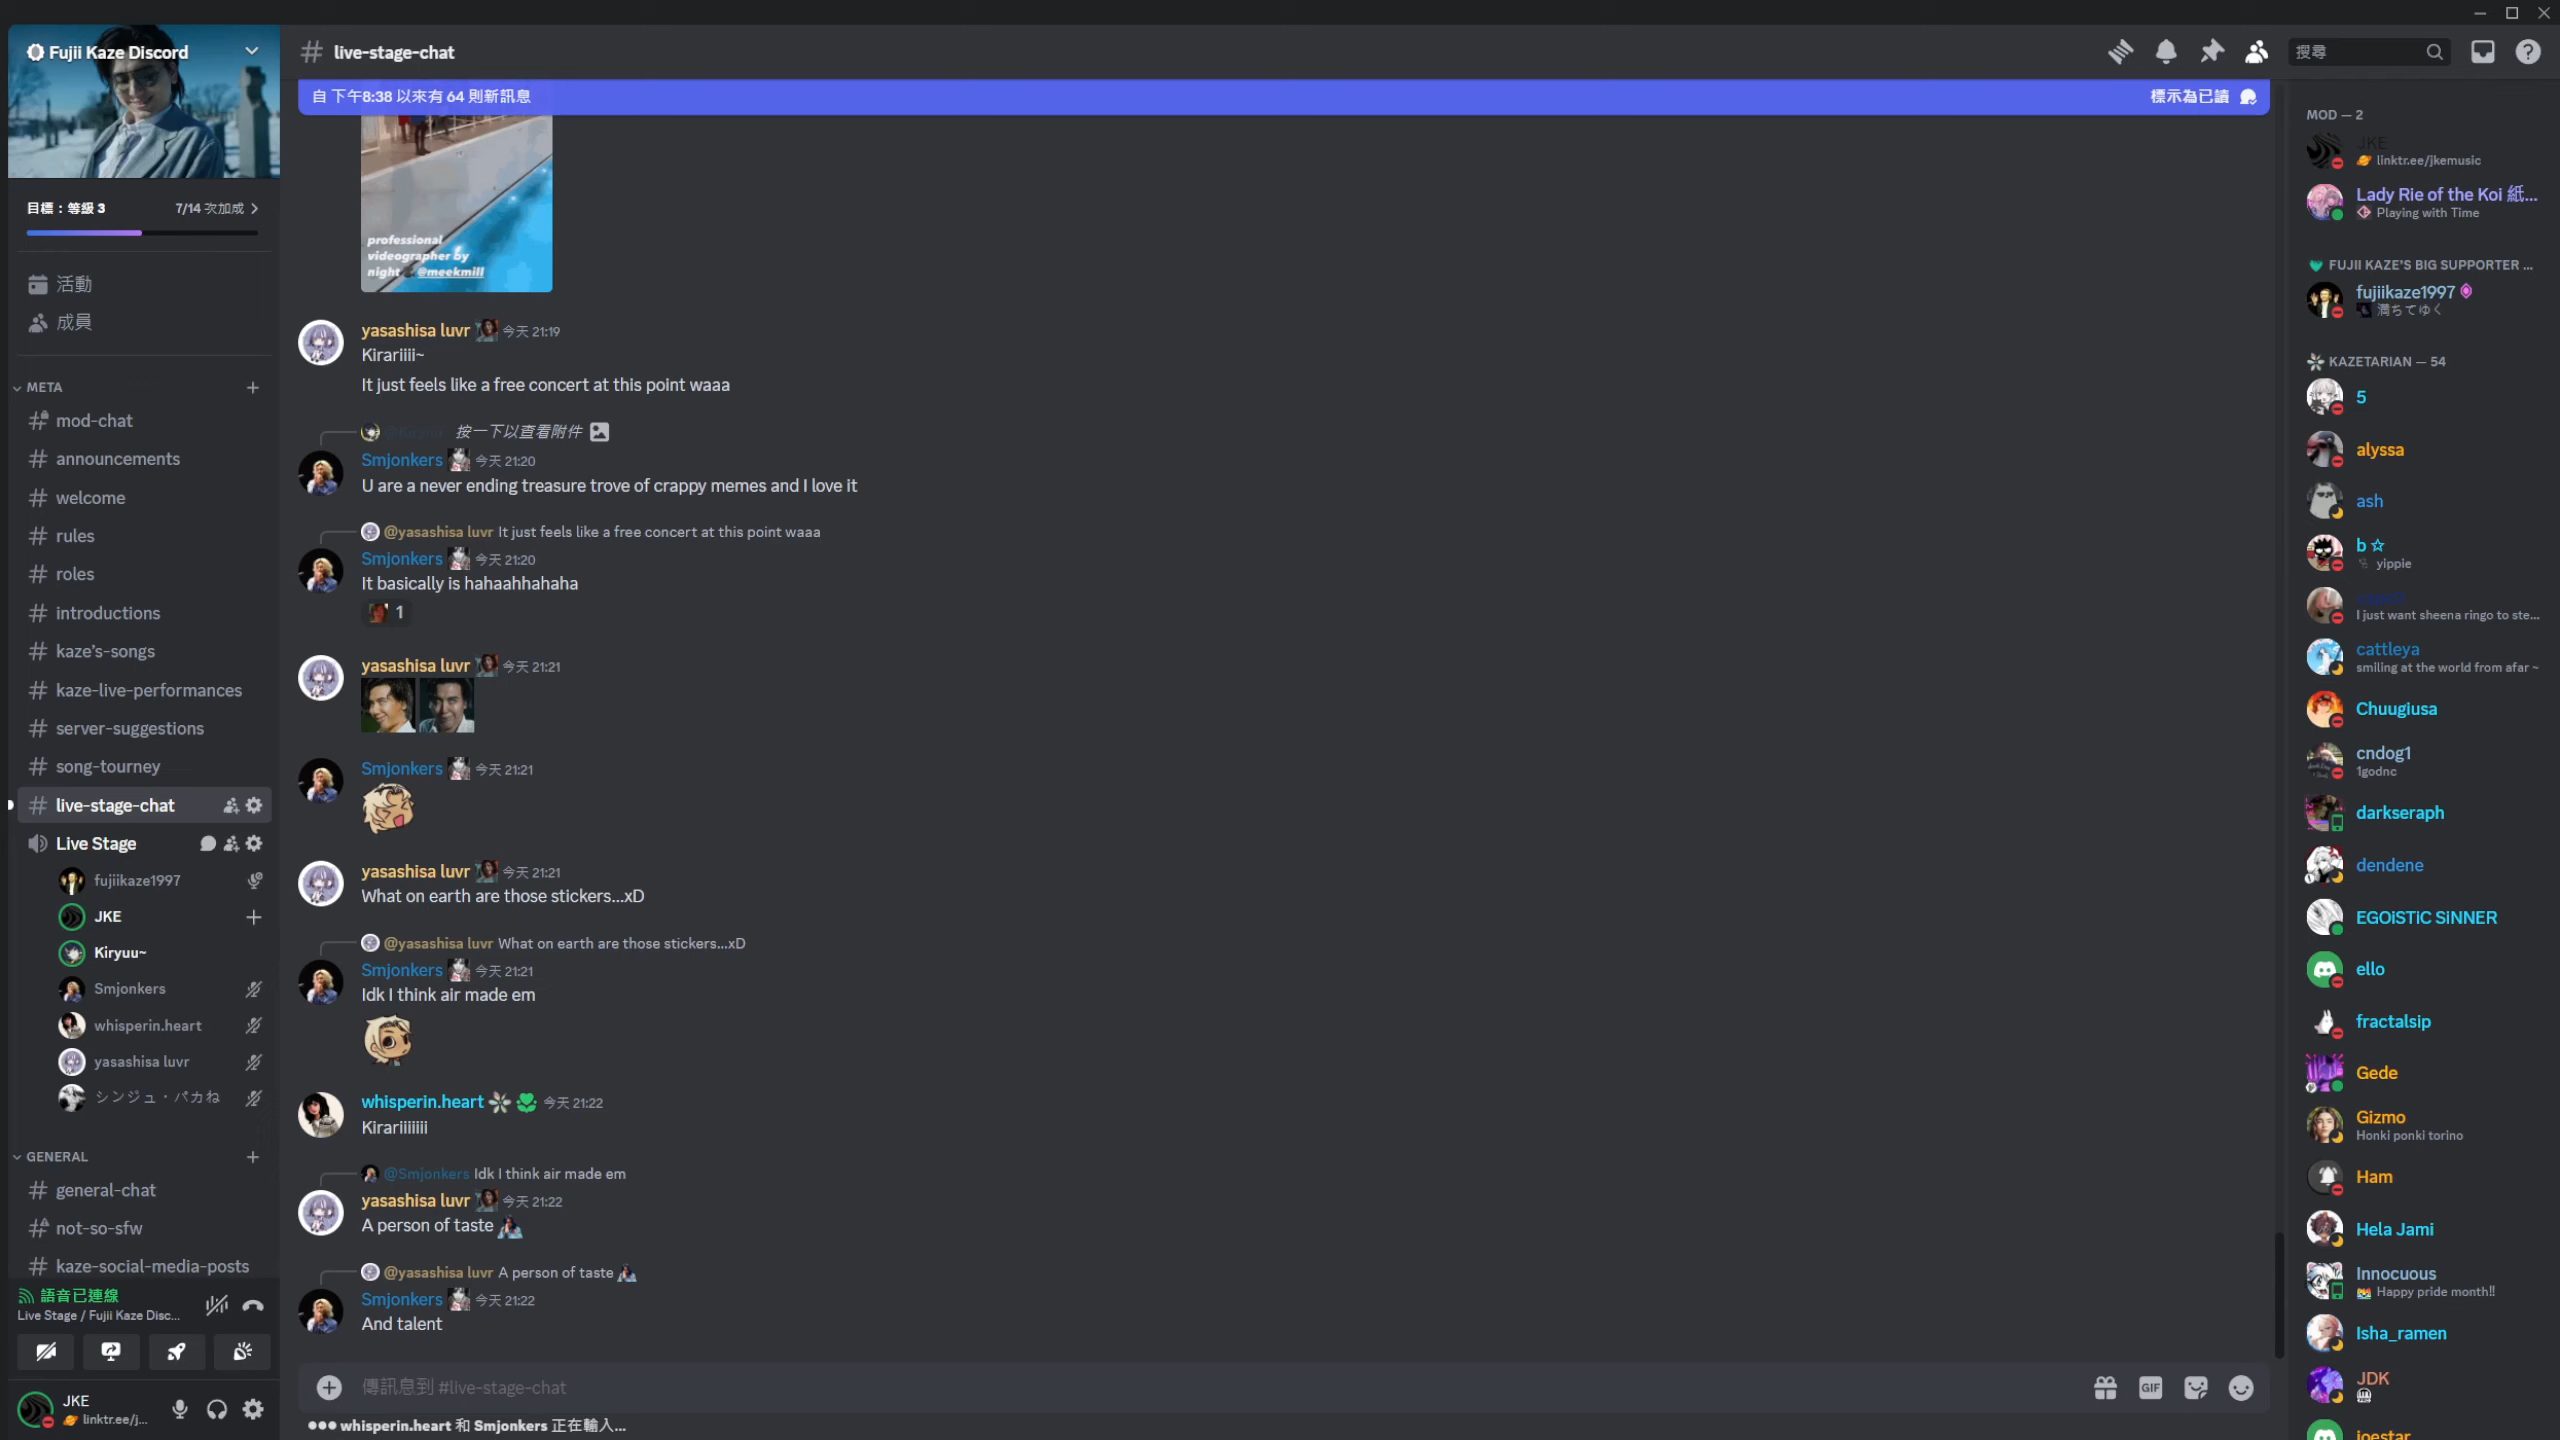 Fujii Kaze Discord
目標：等級 3
7/14 次加成
活動
成員
META
mod-chat
announcements
welcome
rules
roles
introductions
kaze's-songs
kaze-live-performances
server-suggestions
song-tourney
live-stage-chat
Live Stage
fujiikaze1997
JKE
Kiryuu~
Smjonkers
whisperin.heart
yasashisa luvr
シンジュ・パカね
GENERAL
general-chat
not-so-sfw
kaze-social-media-posts
語音已連線
Live Stage / Fujii Kaze Disc...
JKE
linktr.ee/j...
live-stage-chat
搜尋
自 下午8:38 以來有 64 則新訊息
標示為已讀
professional
videographer by
night @meekmill
yasashisa luvr 今天 21:19
Kirariiii~
It just feels like a free concert at this point waaa
按一下以查看附件
Smjonkers 今天 21:20
U are a never ending treasure trove of crappy memes and I love it
@yasashisa luvr It just feels like a free concert at this point waaa
Smjonkers 今天 21:20
It basically is hahaahhahaha
1
yasashisa luvr 今天 21:21
Smjonkers 今天 21:21
yasashisa luvr 今天 21:21
What on earth are those stickers...xD
@yasashisa luvr What on earth are those stickers...xD
Smjonkers 今天 21:21
Idk I think air made em
whisperin.heart 今天 21:22
Kirariiiiiii
@Smjonkers Idk I think air made em
yasashisa luvr 今天 21:22
A person of taste
@yasashisa luvr A person of taste
Smjonkers 今天 21:22
And talent
傳訊息到 #live-stage-chat
GIF
whisperin.heart 和 Smjonkers 正在輸入...
MOD — 2
JKE
linktr.ee/jkemusic
Lady Rie of the Koi 紙...
Playing with Time
FUJII KAZE'S BIG SUPPORTER ...
fujiikaze1997
満ちてゆく
KAZETARIAN — 54
5
alyssa
ash
b ☆
yippie
I just want sheena ringo to ste...
cattleya
smiling at the world from afar ~
Chuugiusa
cndog1
1godnc
darkseraph
dendene
EGOiSTiC SiNNER
ello
fractalsip
Gede
Gizmo
Honki ponki torino
Ham
Hela Jami
Innocuous
Happy pride month!!
Isha_ramen
JDK
joestar